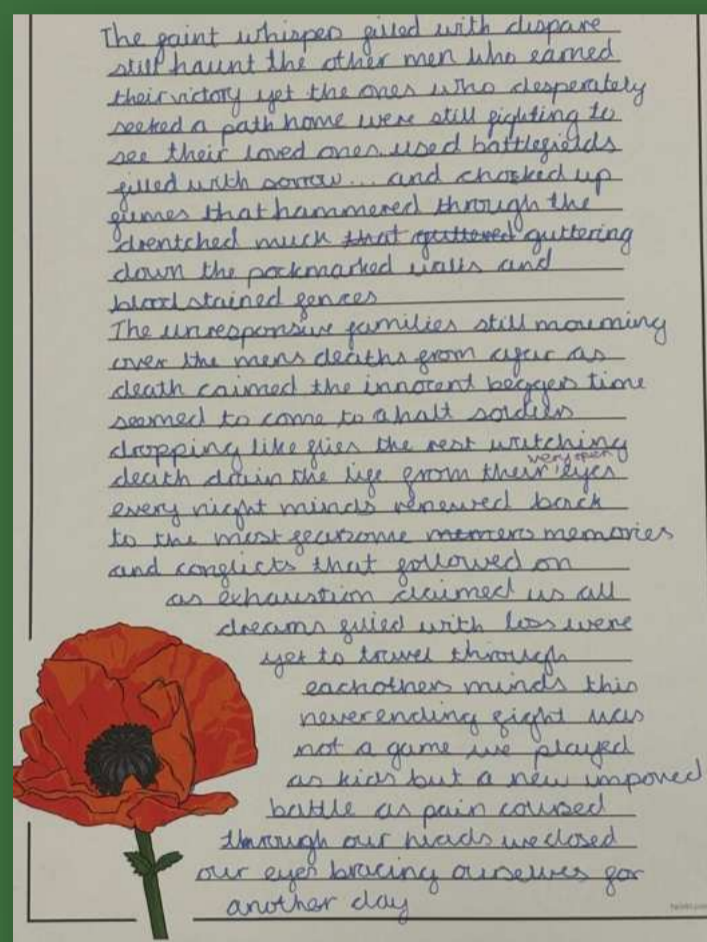 The faint whispers filled with dispare
still haunt the other men who earned
their victory yet the ones who desperately
seeked a path home were still fighting to
see their loved ones. used battlefields
filled with sorrow... and chocked up
fumes that hammered through the
drentched muck that guttered guttering
down the pockmarked walls and
blood stained fences
The unresponsive families still mourning
over the mens deaths from afar as
death caimed the innocent beggers time
seemed to come to a halt soldiers
dropping like flies the rest wutching
death drain the life from their very open eyes
every night minds renewed back
to the most fearsome memories
and conflicts that followed on
as exhaustion claimed us all
dreams filled with loss were
yet to travel through
eachothers minds this
neverending fight was
not a game we played
as kids but a new
battle as pain coursed
through our heads we closed
our eyes bracing ourselves for
another day